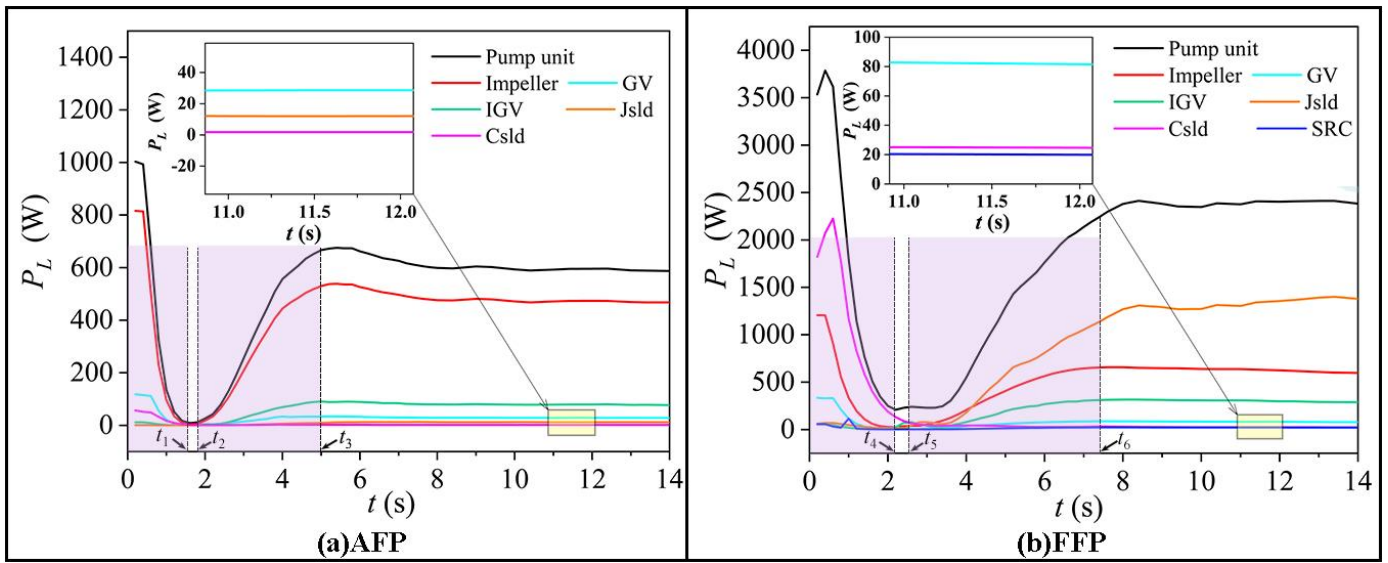 1400
1200
1000
800
600
400
200
0
P_L (W)
40
20
0
-20
P_L (W)
11.0 11.5 12.0
t (s)
Pump unit
Impeller GV
IGV Jsld
Csld
t1 t2 t3
0 2 4 6 8 10 12 14
t (s)
(a)AFP
4000
3500
3000
2500
2000
1500
1000
500
0
P_L (W)
100
80
60
40
20
0
P_L (W)
11.0 11.5 12.0
t (s)
Pump unit
Impeller GV
IGV Jsld
Csld SRC
t4 t5 t6
0 2 4 6 8 10 12 14
t (s)
(b)FFP